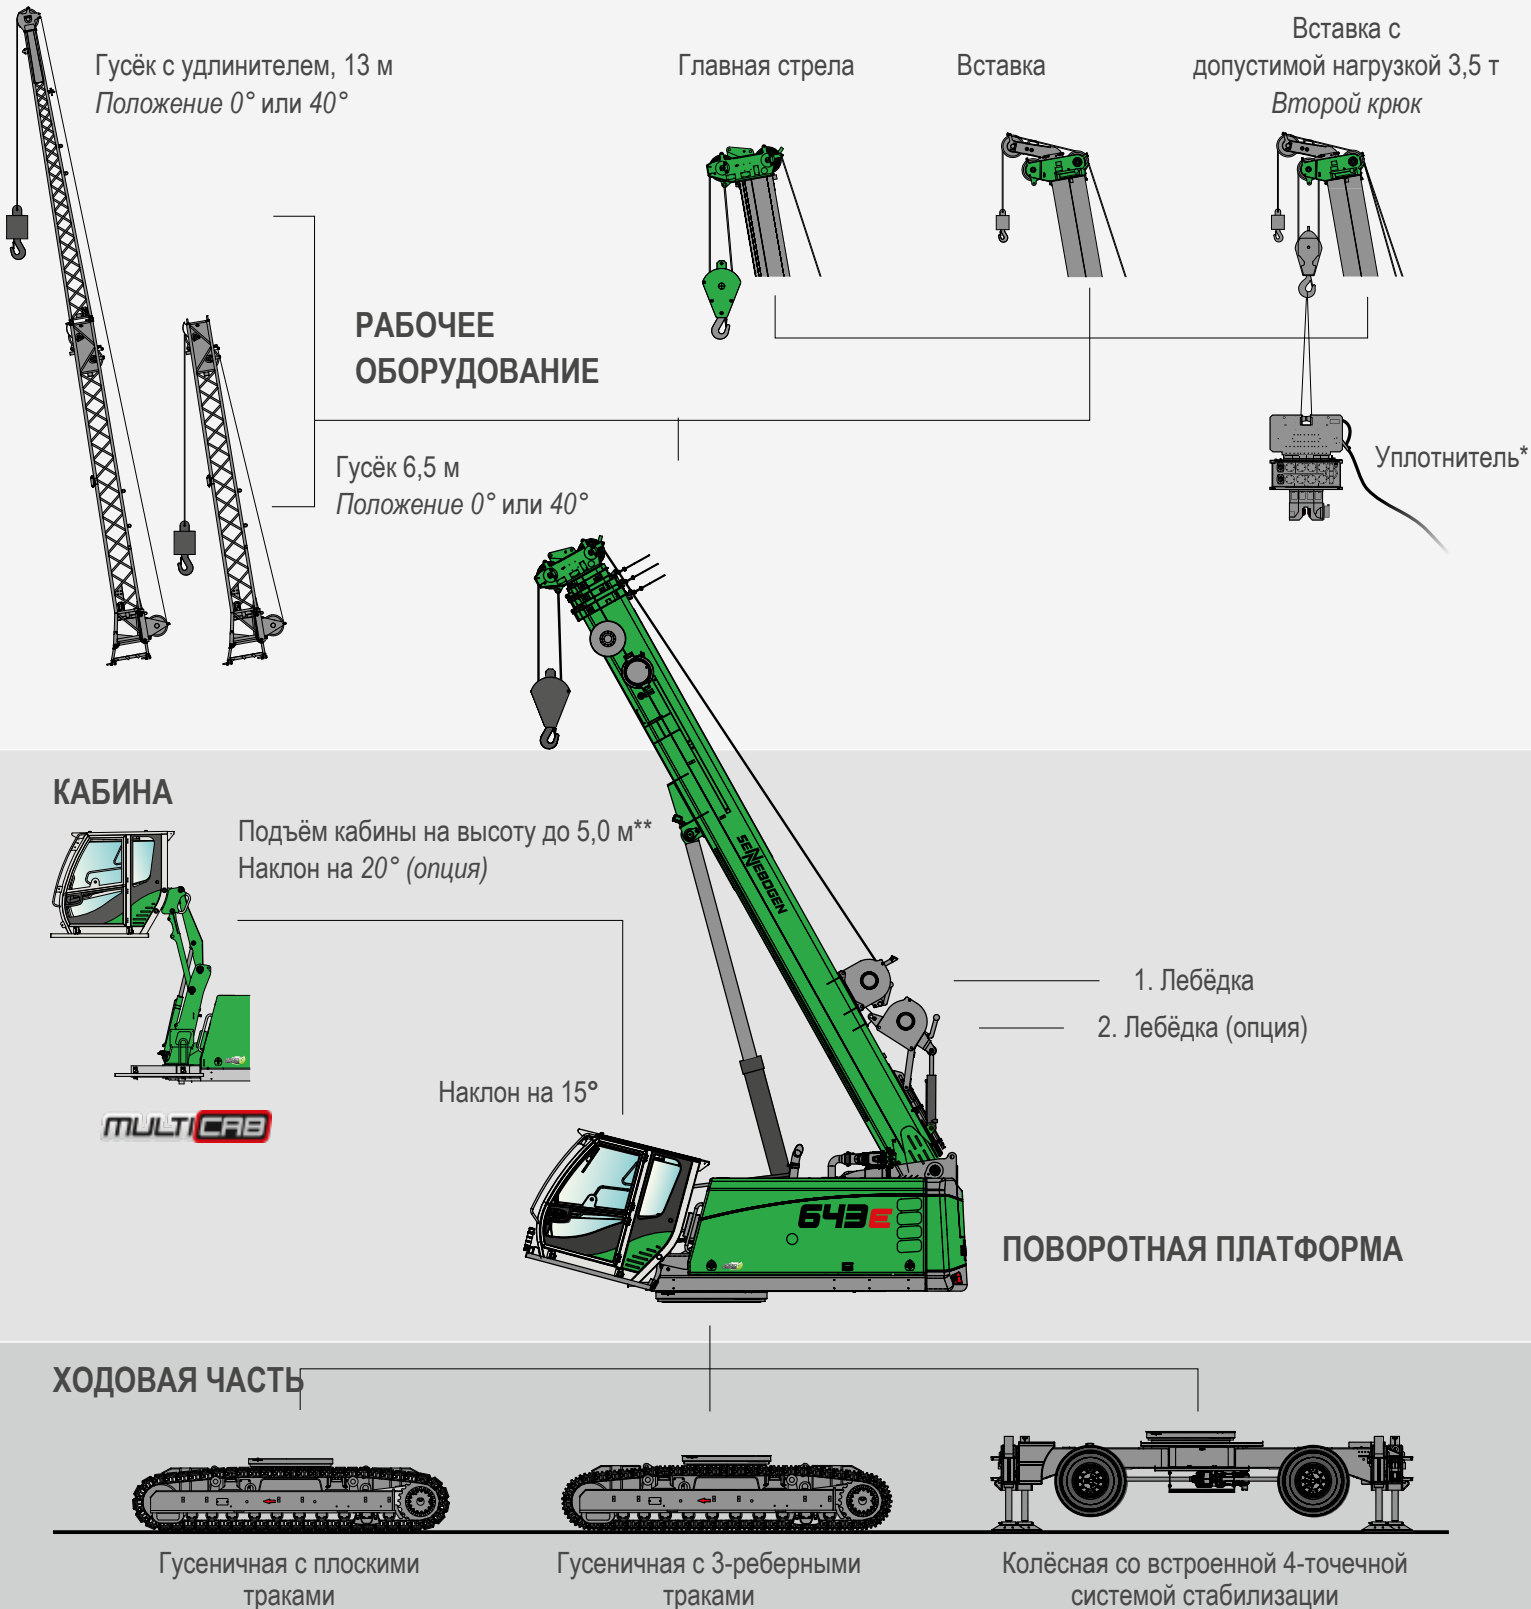 Гусёк с удлинителем, 13 м
Положение 0° или 40°
Главная стрела
Вставка
Вставка с
допустимой нагрузкой 3,5 т
Второй крюк
РАБОЧЕЕ
ОБОРУДОВАНИЕ
Гусёк 6,5 м
Положение 0° или 40°
Уплотнитель*
КАБИНА
Подъём кабины на высоту до 5,0 м**
Наклон на 20° (опция)
SENNEBOGEN
1. Лебёдка
2. Лебёдка (опция)
Наклон на 15°
MULTICAB
643E
ПОВОРОТНАЯ ПЛАТФОРМА
ХОДОВАЯ ЧАСТЬ
Гусеничная с плоскими
траками
Гусеничная с 3-реберными
траками
Колёсная со встроенной 4-точечной
системой стабилизации